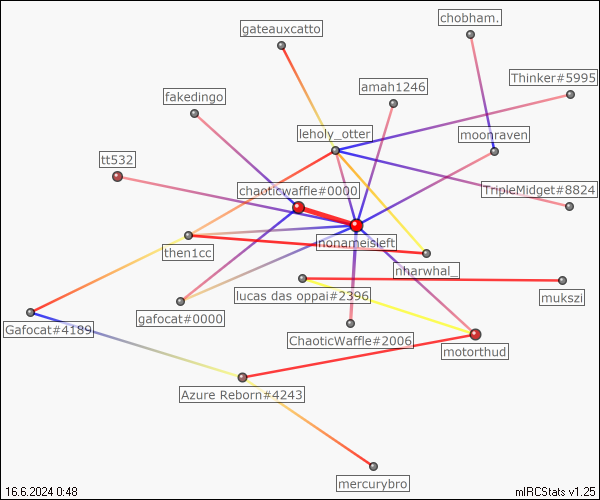 gateauxcatto
chobham.
Thinker#5995
amah1246
fakedingo
leholy_otter
moonraven
tt532
chaoticwaffle#0000
TripleMidget#8824
nonameisleft
then1cc
nharwhal_
lucas das oppai#2396
mukszi
gafocat#0000
Gafocat#4189
ChaoticWaffle#2006
motorthud
Azure Reborn#4243
mercurybro
16.6.2024 0:48
mIRCStats v1.25